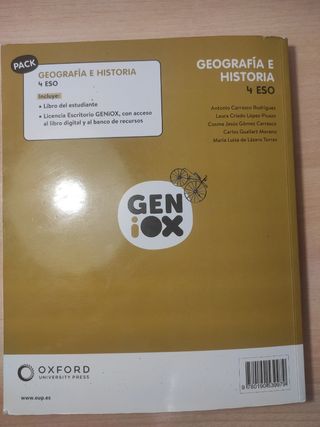 PACK
GEOGRAFÍA E HISTORIA
4 ESO
Incluye:
• Libro del estudiante
• Licencia Escritorio GENiOX, con acceso
al libro digital y al banco de recursos
GEOGRAFÍA E
HISTORIA
4 ESO
Antonio Carrasco Rodríguez
Laura Criado López-Picazo
Cosme Jesús Gómez Carrasco
Carlos Guallart Moreno
María Luisa de Lázaro Torres
GEN
iOX
OXFORD
UNIVERSITY PRESS
www.oup.es